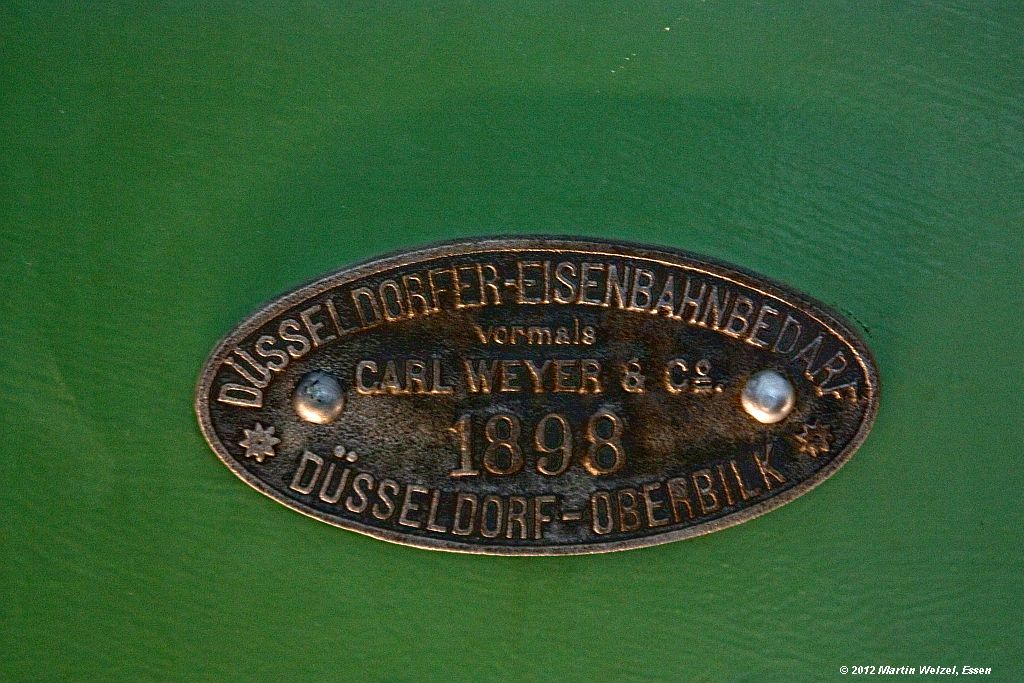 DÜSSELDORFER-EISENBAHNBEDARF
vormals
CARL WEYER & Co.
1898
DÜSSELDORF-OBERBILK
© 2012 Martin Welzel, Essen